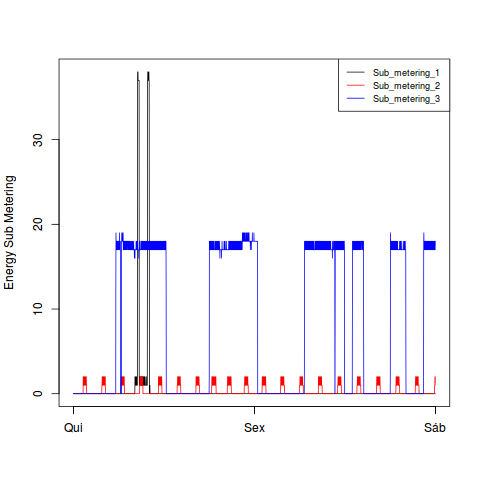 Sub_metering_1
Sub_metering_2
Sub_metering_3
Energy Sub Metering
30
20
10
0
Qui Sex Sáb